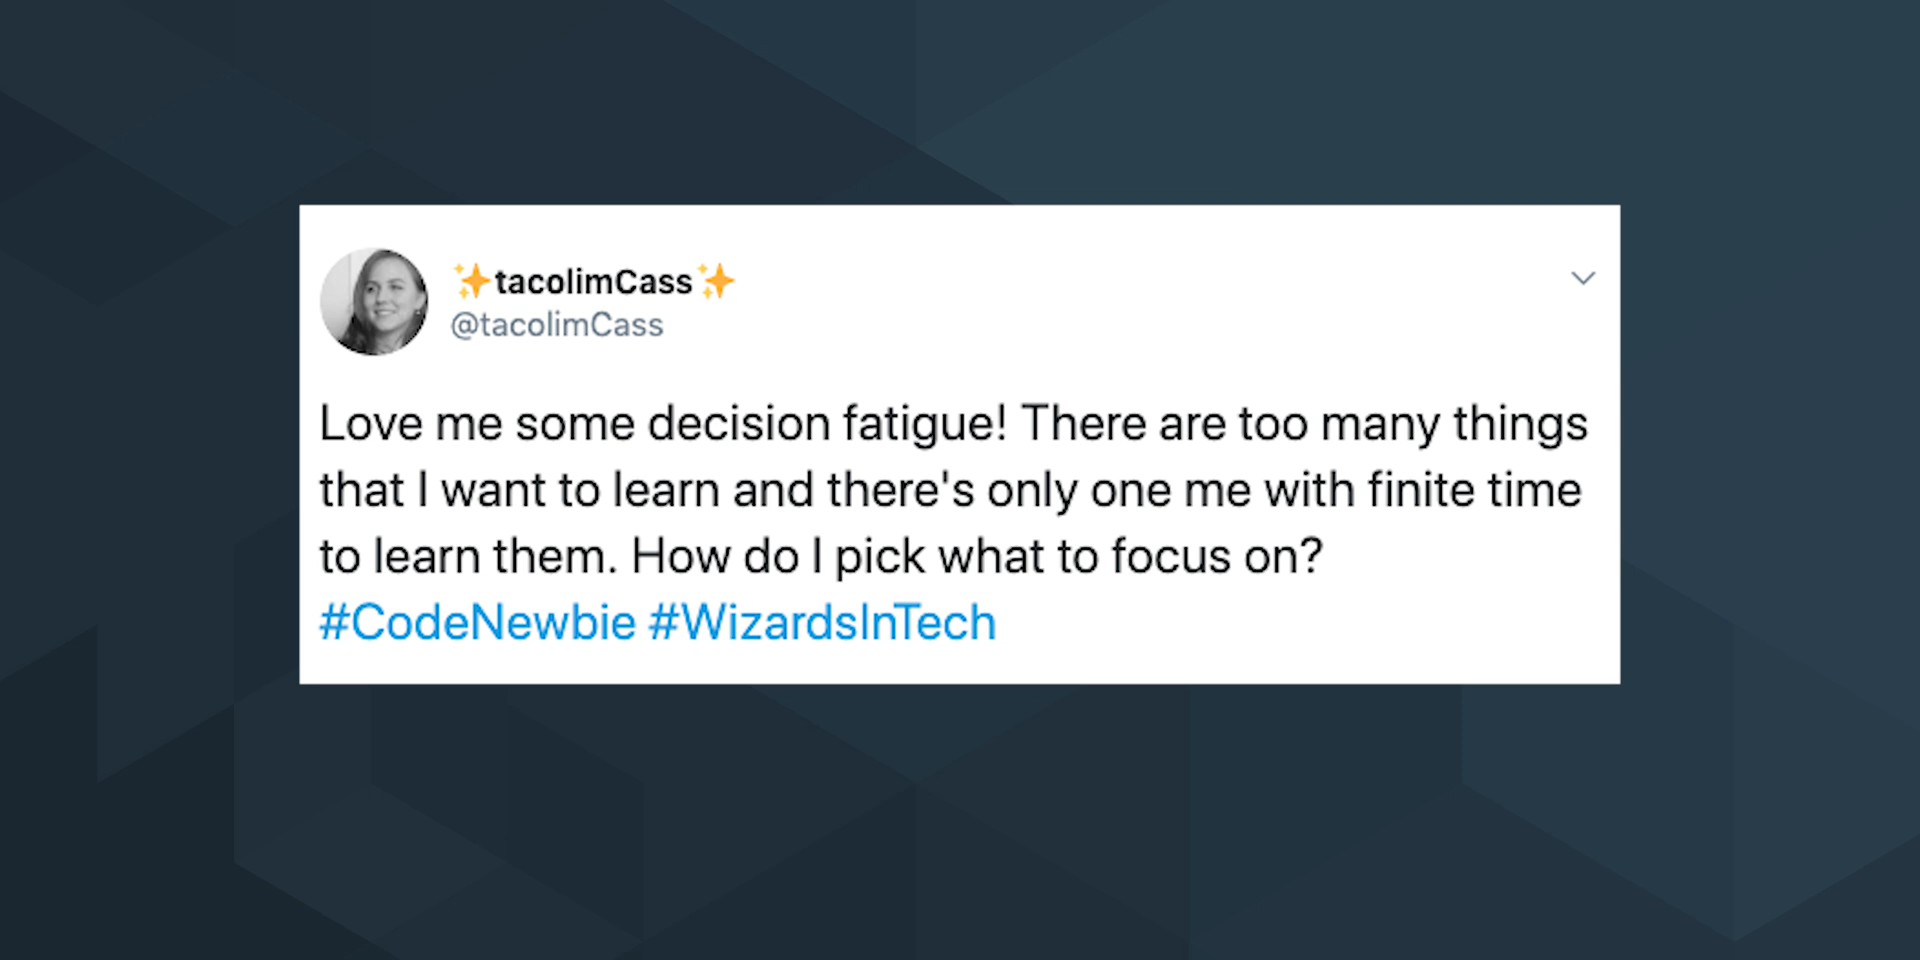 ✨tacolimCass✨
@tacolimCass
Love me some decision fatigue! There are too many things
that I want to learn and there's only one me with finite time
to learn them. How do I pick what to focus on?
#CodeNewbie #WizardsInTech